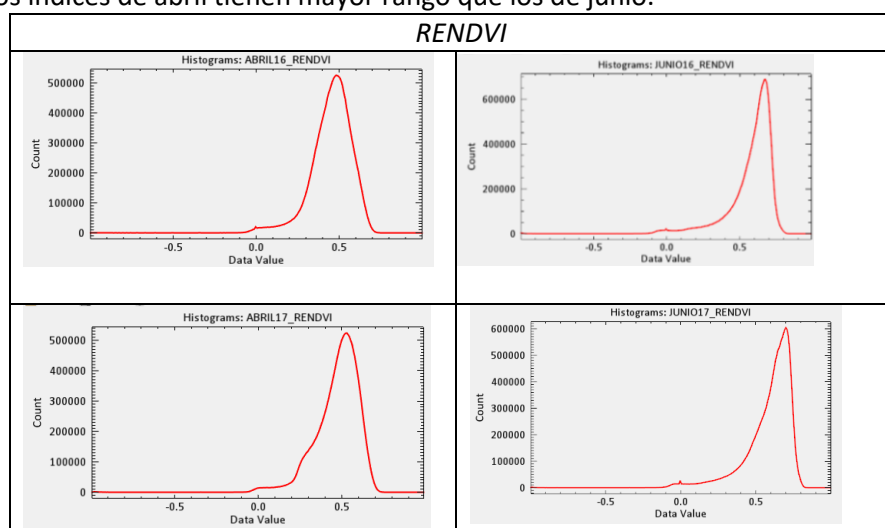 os índices de abril tienen mayor rango que los de junio.
RENDVI
Histograms: ABRIL16_RENDVI
500000
400000
300000
200000
100000
0
Count
-0.5 0.0 0.5
Data Value
Histograms: JUNIO16_RENDVI
600000
400000
200000
0
Count
-0.5 0.0 0.5
Data Value
Histograms: ABRIL17_RENDVI
500000
400000
300000
200000
100000
0
Count
-0.5 0.0 0.5
Data Value
Histograms: JUNIO17_RENDVI
600000
500000
400000
300000
200000
100000
0
Count
-0.5 0.0 0.5
Data Value